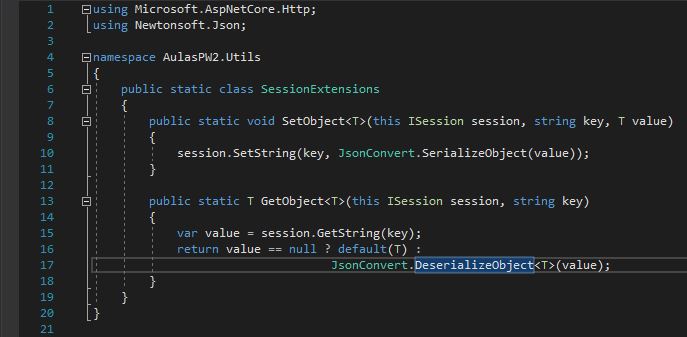 1 using Microsoft.AspNetCore.Http;
2 using Newtonsoft.Json;
3
4 namespace AulasPW2.Utils
5 {
6 public static class SessionExtensions
7 {
8 public static void SetObject<T>(this ISession session, string key, T value)
9 {
10 session.SetString(key, JsonConvert.SerializeObject(value));
11 }
12
13 public static T GetObject<T>(this ISession session, string key)
14 {
15 var value = session.GetString(key);
16 return value == null ? default(T) :
17 JsonConvert.DeserializeObject<T>(value);
18 }
19 }
20 }
21